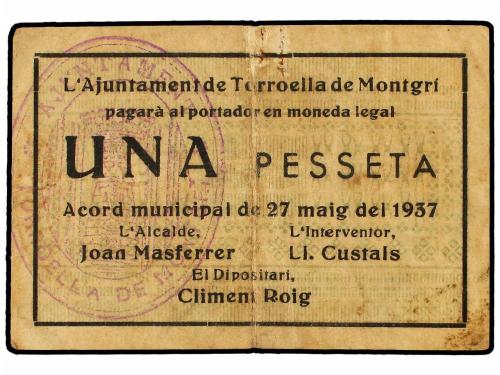 L'Ajuntament de Torroella de Montgrí
pagarà al portador en moneda legal
UNA PESSETA
Acord municipal de 27 maig del 1937
L'Alcalde, L'Interventor,
Joan Masferrer Ll. Custals
El Dipositari,
Climent Roig
AJUNTAMENT